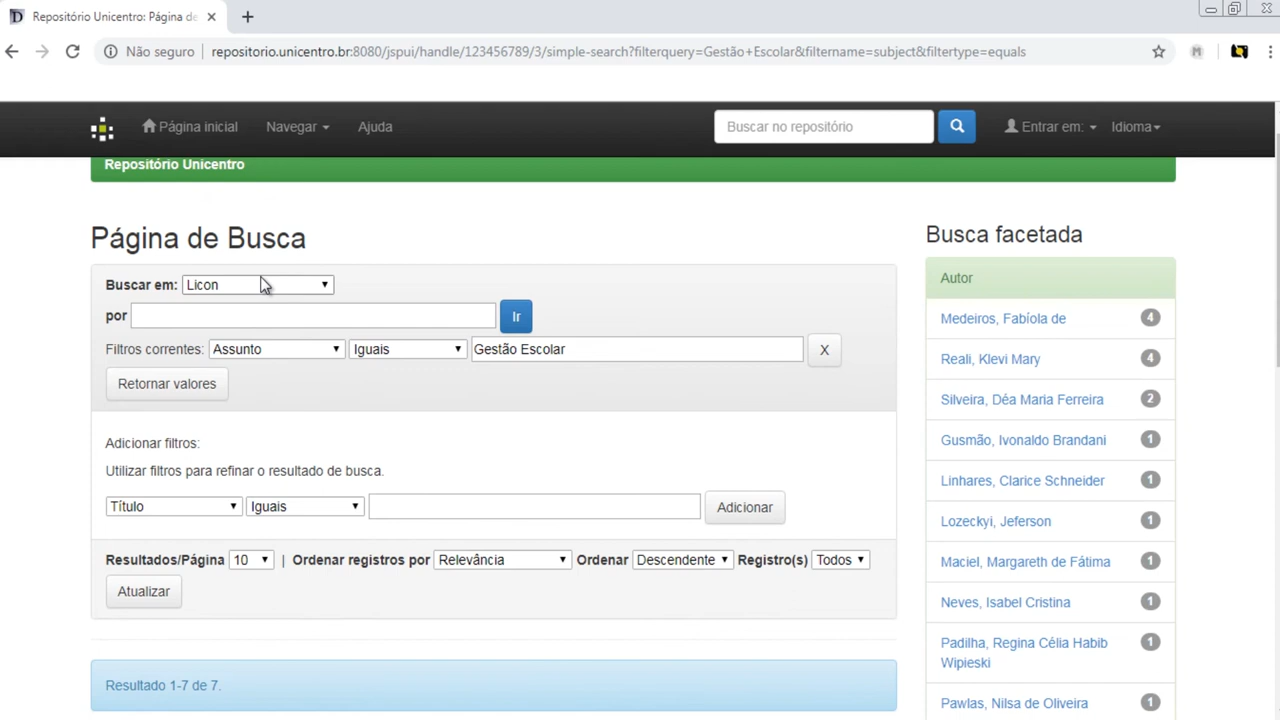 Repositório Unicentro: Página de
Não seguro
repositorio.unicentro.br:8080/jspui/handle/123456789/3/simple-search?filterquery=Gestão+Escolar&filtername=subject&filtertype=equals
M
Página inicial
Navegar
Ajuda
Buscar no repositório
Entrar em:
Idioma
Repositório Unicentro
Página de Busca
Buscar em: Licon
por
Ir
Filtros correntes: Assunto Iguais Gestão Escolar X
Retornar valores
Adicionar filtros:
Utilizar filtros para refinar o resultado de busca.
Título Iguais Adicionar
Resultados/Página 10 | Ordenar registros por Relevância Ordenar Descendente Registro(s) Todos
Atualizar
Resultado 1-7 de 7.
Busca facetada
Autor
Medeiros, Fabíola de 4
Reali, Klevi Mary 4
Silveira, Déa Maria Ferreira 2
Gusmão, Ivonaldo Brandani 1
Linhares, Clarice Schneider 1
Lozeckyi, Jeferson 1
Maciel, Margareth de Fátima 1
Neves, Isabel Cristina 1
Padilha, Regina Célia Habib 1
Wipieski
Pawlas, Nilsa de Oliveira 1